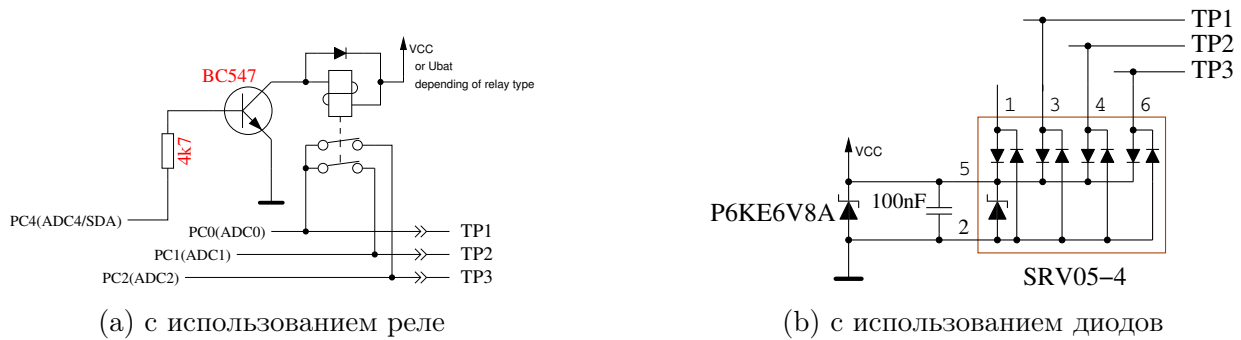 BC547
VCC
or Ubat
depending of relay type
4k7
PC4(ADC4/SDA)
PC0(ADC0)
TP1
PC1(ADC1)
TP2
PC2(ADC2)
TP3
(a) с использованием реле
TP1
TP2
TP3
1 3 4 6
VCC
5
P6KE6V8A
100nF
2
SRV05−4
(b) с использованием диодов